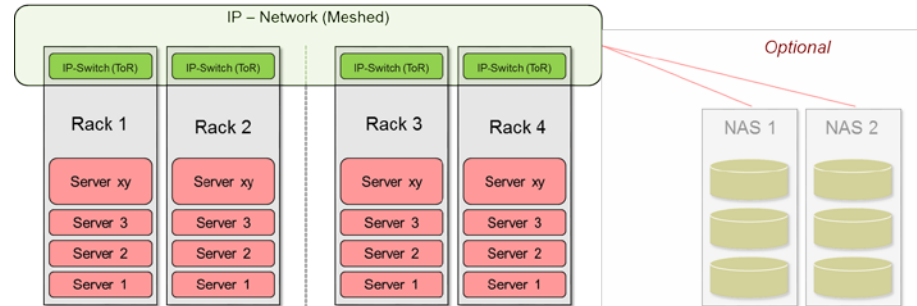 IP – Network (Meshed)
Optional
IP-Switch (ToR)
IP-Switch (ToR)
IP-Switch (ToR)
IP-Switch (ToR)
Rack 1
Rack 2
Rack 3
Rack 4
NAS 1
NAS 2
Server xy
Server xy
Server xy
Server xy
Server 3
Server 3
Server 3
Server 3
Server 2
Server 2
Server 2
Server 2
Server 1
Server 1
Server 1
Server 1